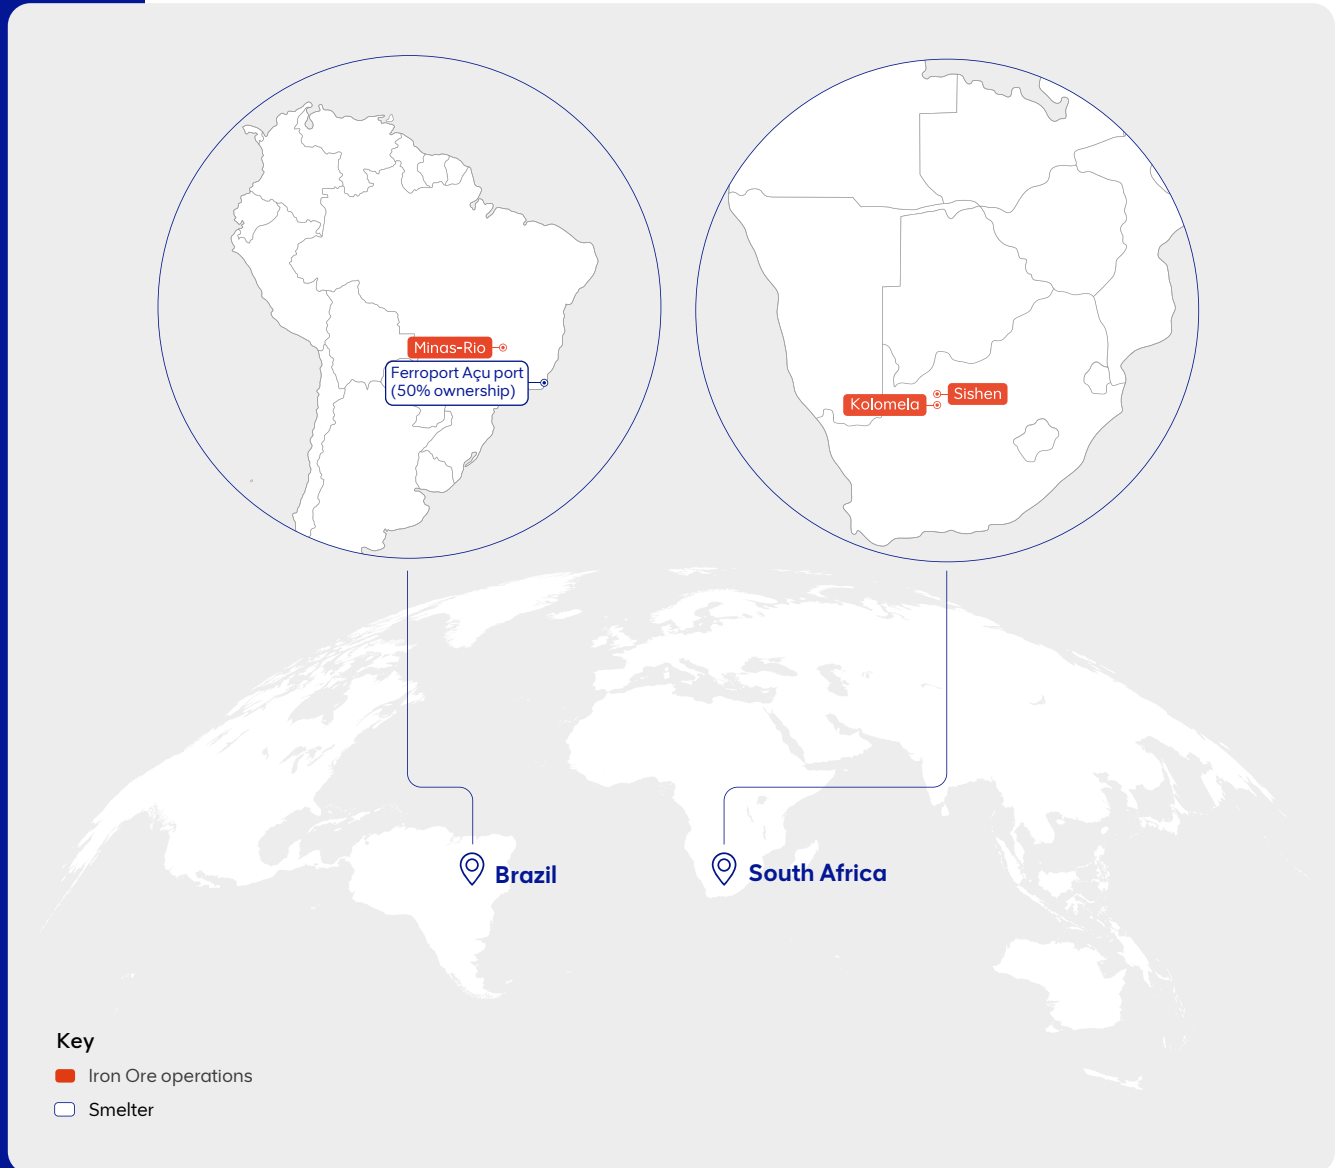 Minas-Rio
Ferroport Açu port
(50% ownership)
Sishen
Kolomela
Brazil
South Africa
Key
Iron Ore operations
Smelter